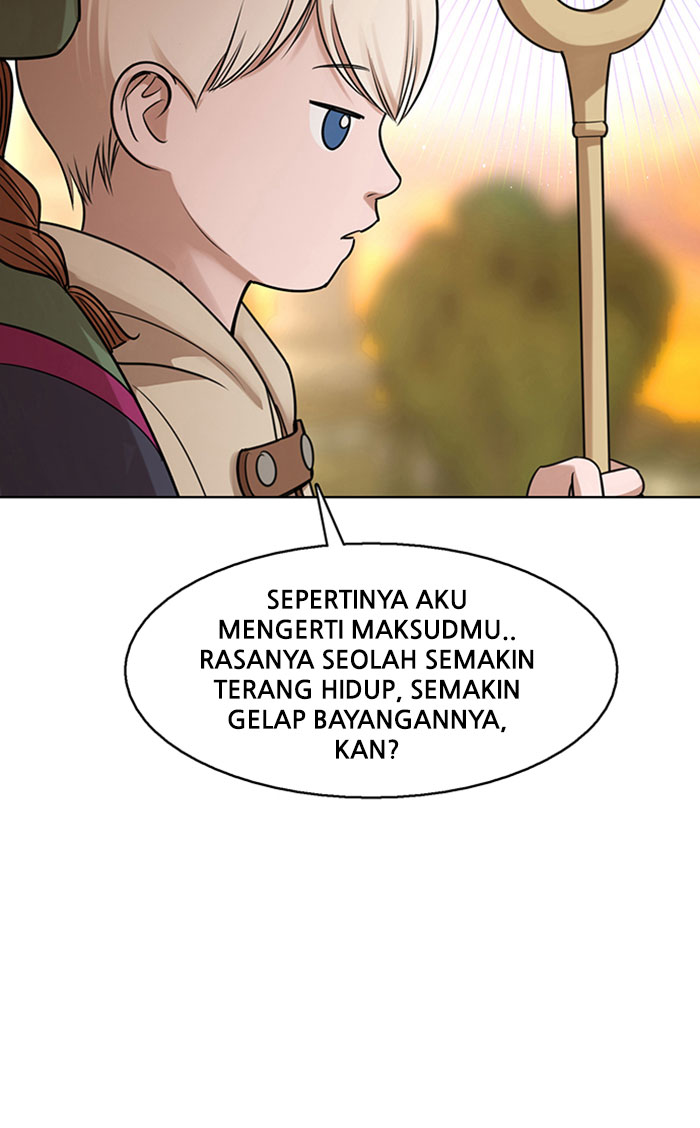 SEPERTINYA AKU
MENGERTI MAKSUDMU..
RASANYA SEOLAH SEMAKIN
TERANG HIDUP, SEMAKIN
GELAP BAYANGANNYA,
KAN?